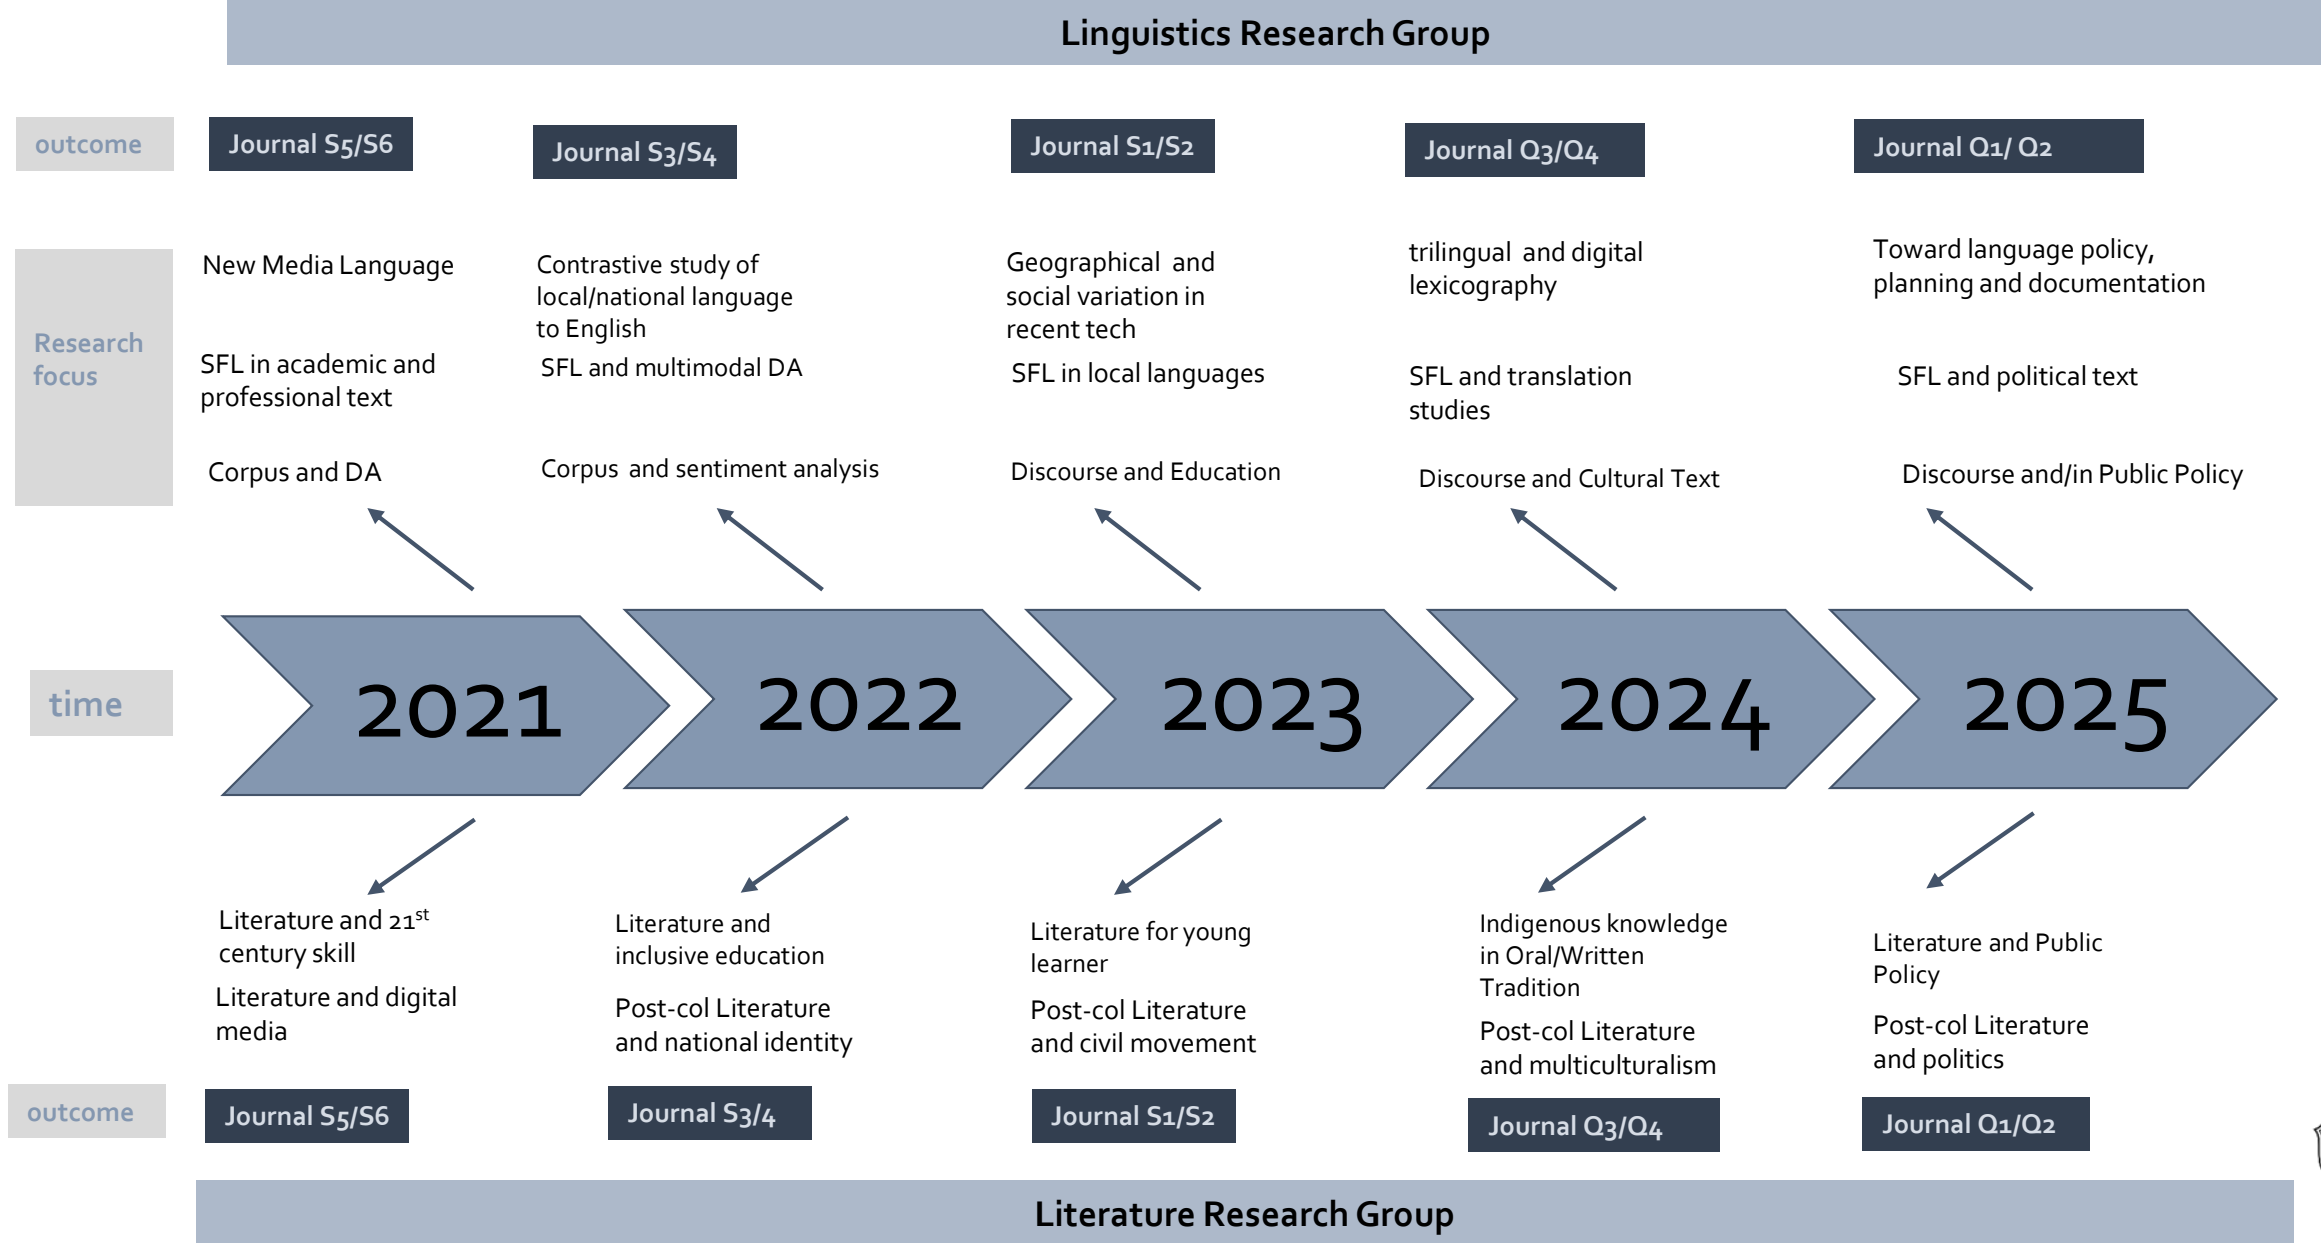 Linguistics Research Group
outcome
Journal S5/S6
Journal S3/S4
Journal S1/S2
Journal Q3/Q4
Journal Q1/ Q2
Research
focus
New Media Language
Contrastive study of
local/national language
to English
Geographical and
social variation in
recent tech
trilingual and digital
lexicography
Toward language policy,
planning and documentation
SFL in academic and
professional text
SFL and multimodal DA
SFL in local languages
SFL and translation
studies
SFL and political text
Corpus and DA
Corpus and sentiment analysis
Discourse and Education
Discourse and Cultural Text
Discourse and/in Public Policy
time
2021
2022
2023
2024
2025
Literature and 21st
century skill
Literature and
inclusive education
Literature for young
learner
Indigenous knowledge
in Oral/Written
Tradition
Literature and Public
Policy
Literature and digital
media
Post-col Literature
and national identity
Post-col Literature
and civil movement
Post-col Literature
and multiculturalism
Post-col Literature
and politics
outcome
Journal S5/S6
Journal S3/4
Journal S1/S2
Journal Q3/Q4
Journal Q1/Q2
Literature Research Group